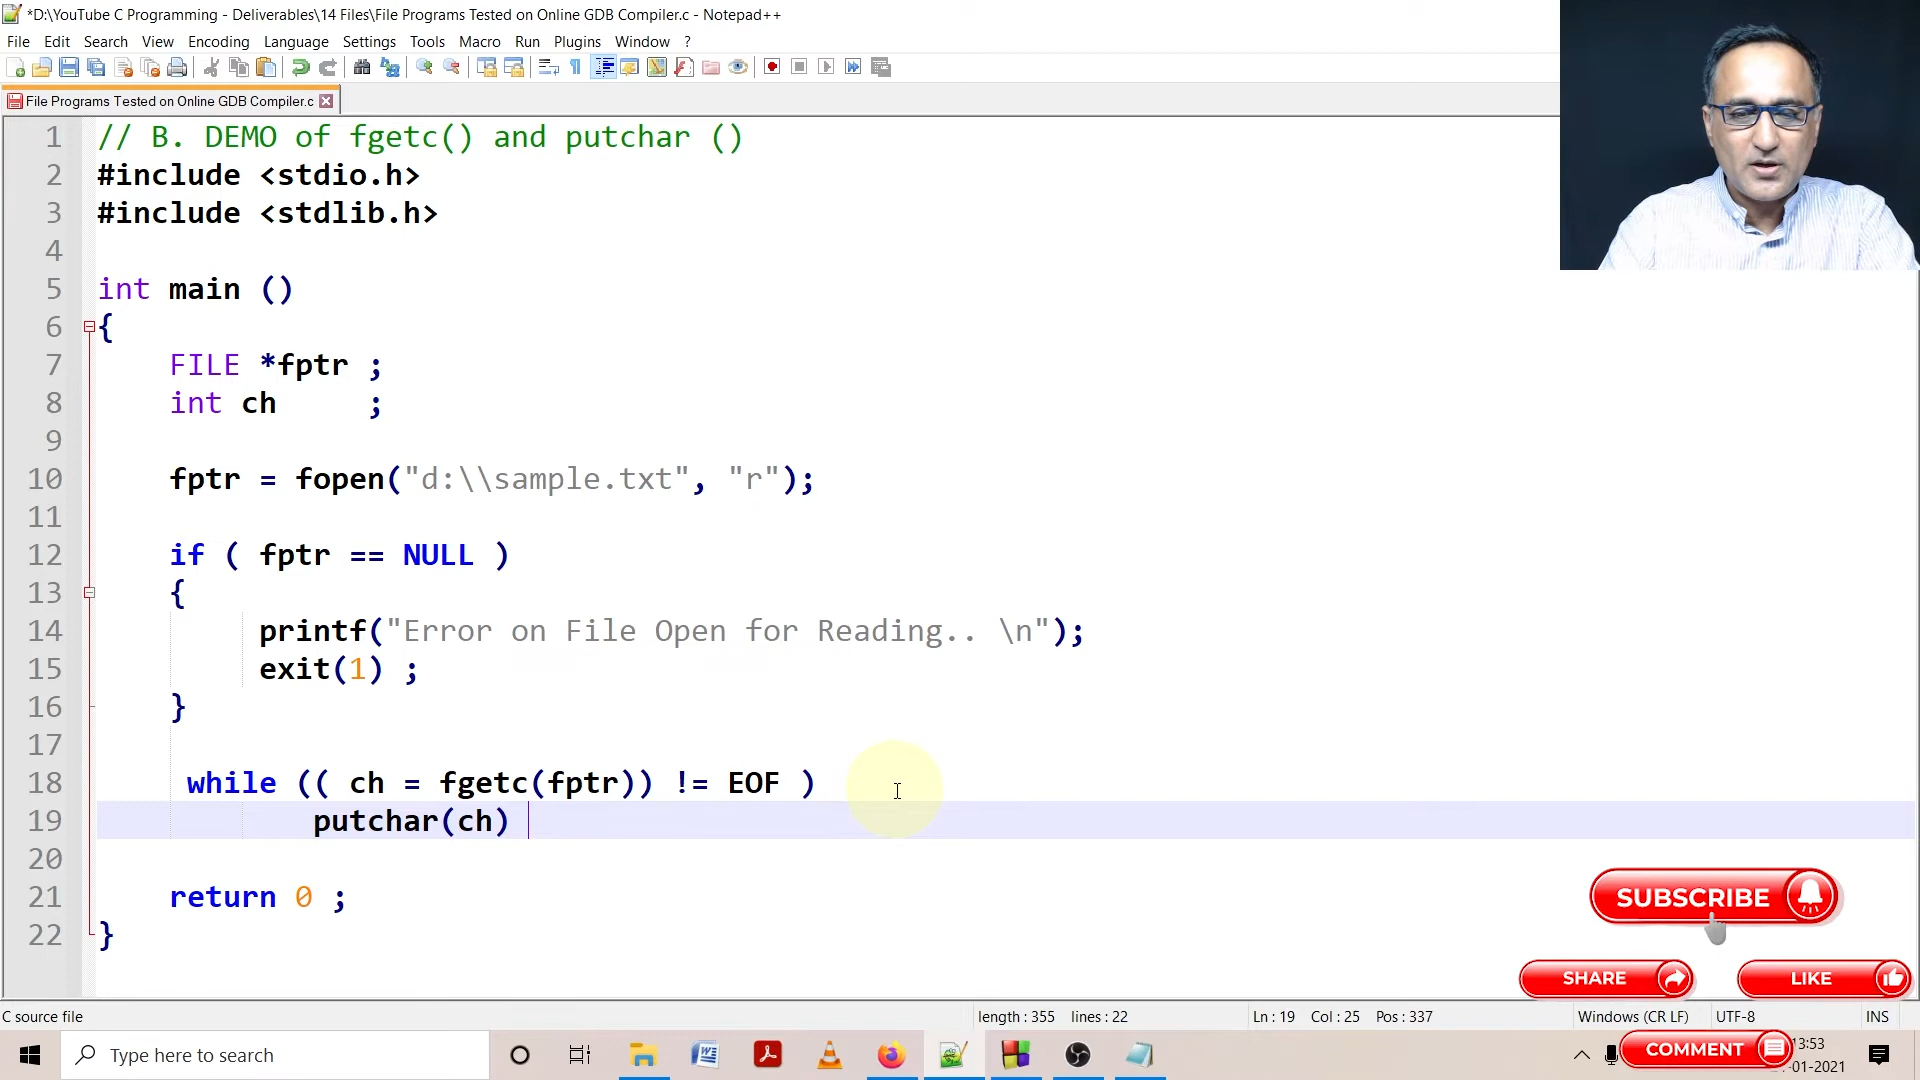 *D:\YouTube C Programming - Deliverables\14 Files\File Programs Tested on Online GDB Compiler.c - Notepad++
File Edit Search View Encoding Language Settings Tools Macro Run Plugins Window ?
File Programs Tested on Online GDB Compiler.c
1 // B. DEMO of fgetc() and putchar ()
2 #include <stdio.h>
3 #include <stdlib.h>
4
5 int main ()
6 {
7 FILE *fptr ;
8 int ch ;
9
10 fptr = fopen("d:\\sample.txt", "r");
11
12 if ( fptr == NULL )
13 {
14 printf("Error on File Open for Reading.. \n");
15 exit(1) ;
16 }
17
18 while (( ch = fgetc(fptr)) != EOF )
19 putchar(ch)
20
21 return 0 ;
22 }
SUBSCRIBE
SHARE LIKE
C source file length : 355 lines : 22 Ln : 19 Col : 25 Pos : 337 Windows (CR LF) UTF-8 INS
Type here to search
COMMENT
13:53
-01-2021